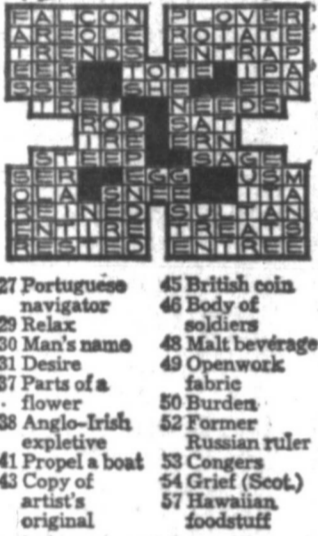 FALCON PLOVER
AREOLE ROTATE
TRENDS ENTRAP
EER TOTE IPA
SSE SHE EEN
TRET NEEDS
ROD SAT
IRE ERN
STEEP SAGE
BER EGG USM
OLA SNEE ITA
REINED SULTAN
ENTIRE TREATS
RESTED ENTREE
27 Portuguese
navigator
29 Relax
30 Man's name
31 Desire
37 Parts of a
flower
38 Anglo-Irish
expletive
41 Propel a boat
43 Copy of
artist's
original
45 British coin
46 Body of
soldiers
48 Malt beverage
49 Openwork
fabric
50 Burden
52 Former
Russian ruler
53 Congers
54 Grief (Scot.)
57 Hawaiian
foodstuff